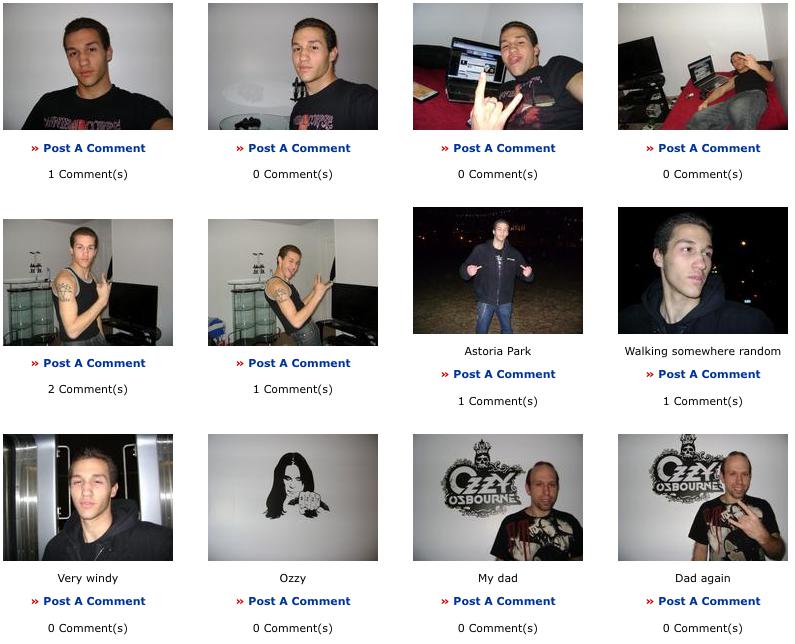 » Post A Comment
» Post A Comment
» Post A Comment
» Post A Comment
1 Comment(s)
0 Comment(s)
0 Comment(s)
0 Comment(s)
» Post A Comment
» Post A Comment
Astoria Park
Walking somewhere random
» Post A Comment
» Post A Comment
2 Comment(s)
1 Comment(s)
1 Comment(s)
1 Comment(s)
OZZY
OSBOURNE
OZZY
OSBOURNE
Very windy
Ozzy
My dad
Dad again
» Post A Comment
» Post A Comment
» Post A Comment
» Post A Comment
0 Comment(s)
0 Comment(s)
0 Comment(s)
0 Comment(s)